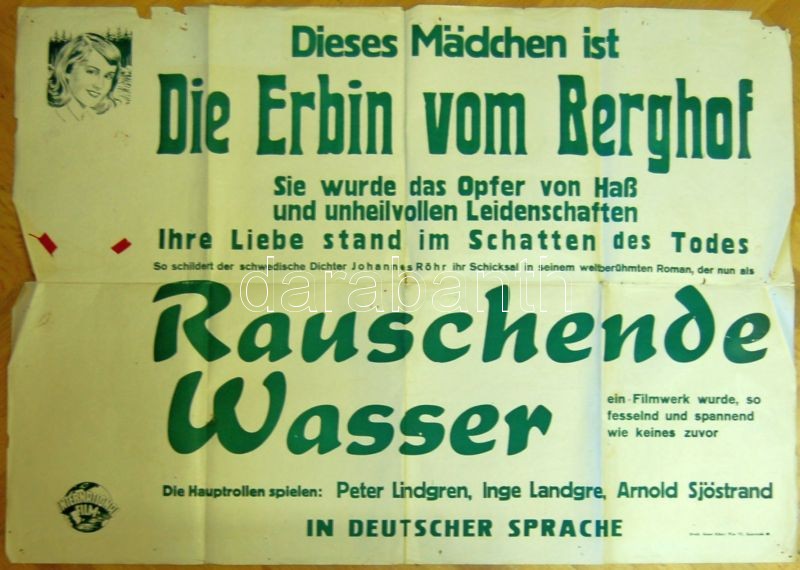 Dieses Mädchen ist
Die Erbin vom Berghof
Sie wurde das Opfer von Haß
und unheilvollen Leidenschaften
Ihre Liebe stand im Schatten des Todes
So schildert der schwedische Dichter Johannes Röhr ihr Schicksal in seinem weltberühmten Roman, der nun als
darabanth
Rauschende
Wasser
ein Filmwerk wurde, so
fesselnd und spannend
wie keines zuvor
Die Hauptrollen spielen: Peter Lindgren, Inge Landgre, Arnold Sjöstrand
INTERNATIONAL
FILM
IN DEUTSCHER SPRACHE